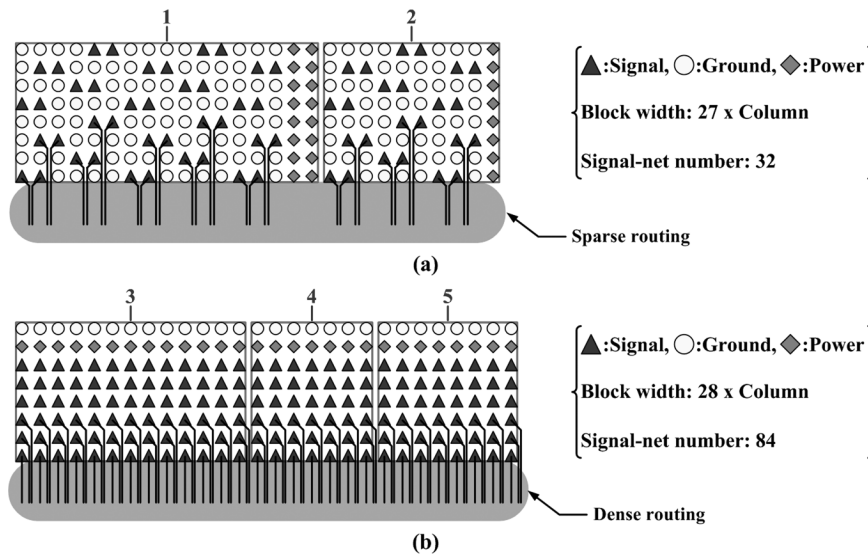 1 2
:Signal, :Ground, :Power
Block width: 27 x Column
Signal-net number: 32
Sparse routing
(a)
3 4 5
:Signal, :Ground, :Power
Block width: 28 x Column
Signal-net number: 84
Dense routing
(b)